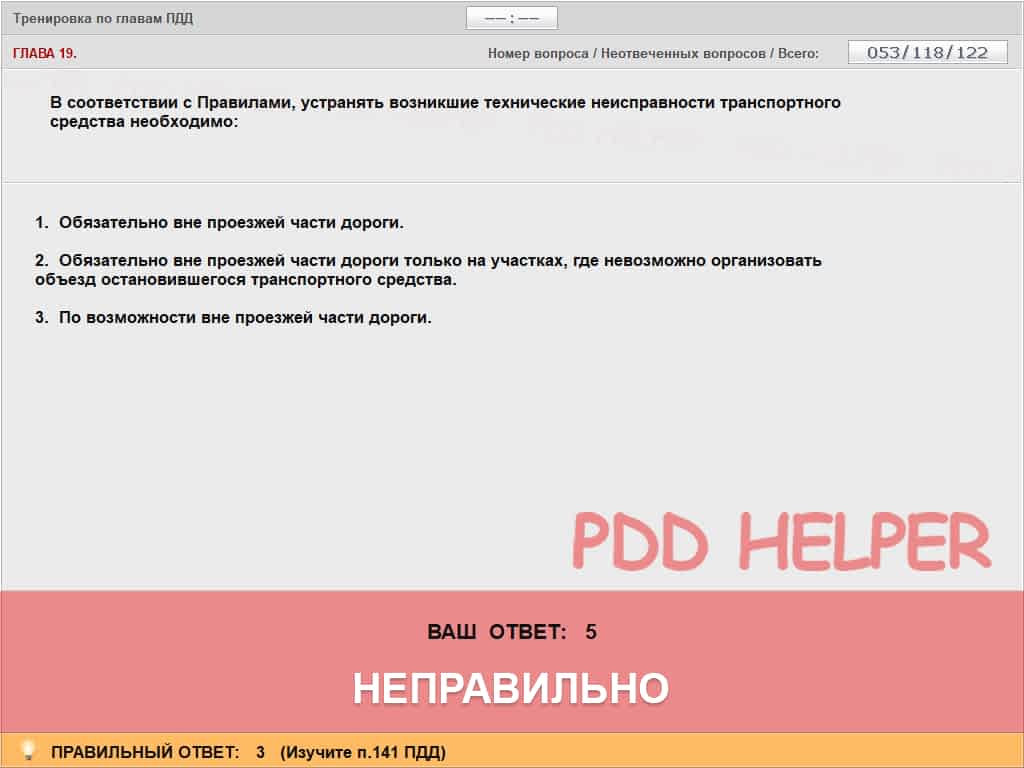 Тренировка по главам ПДД
—— : ——
ГЛАВА 19.
Номер вопроса / Неотвеченных вопросов / Всего:
053/118/122
В соответствии с Правилами, устранять возникшие технические неисправности транспортного
средства необходимо:
1. Обязательно вне проезжей части дороги.
2. Обязательно вне проезжей части дороги только на участках, где невозможно организовать
объезд остановившегося транспортного средства.
3. По возможности вне проезжей части дороги.
PDD HELPER
ВАШ ОТВЕТ: 5
НЕПРАВИЛЬНО
ПРАВИЛЬНЫЙ ОТВЕТ: 3 (Изучите п.141 ПДД)